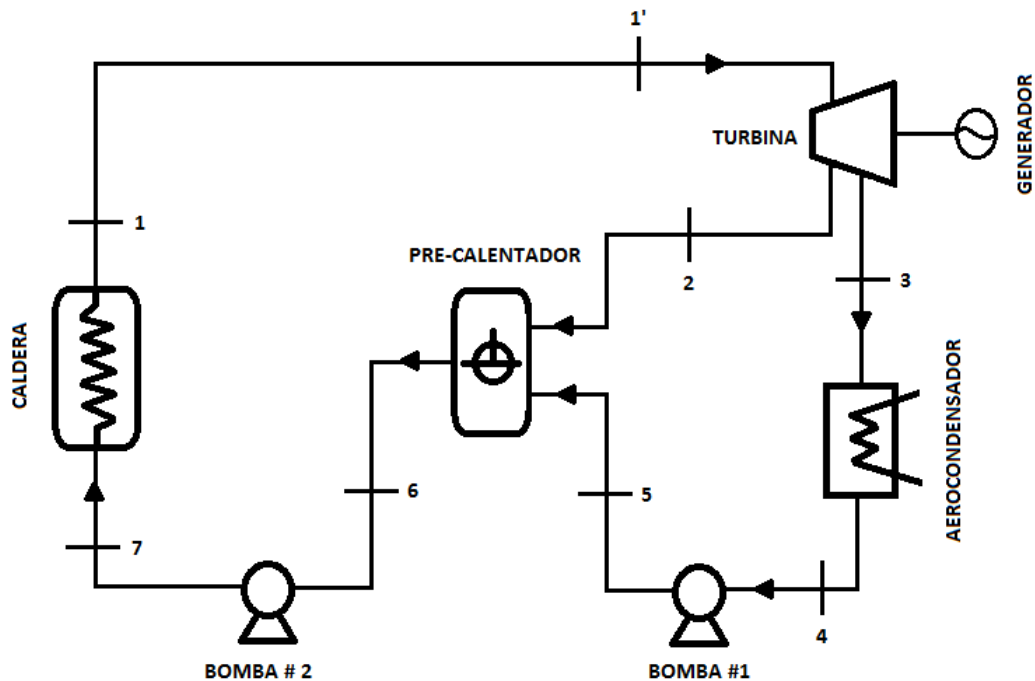 1'
TURBINA
GENERADOR
1
2
PRE-CALENTADOR
3
CALDERA
AEROCONDENSADOR
6
5
7
4
BOMBA # 2
BOMBA #1